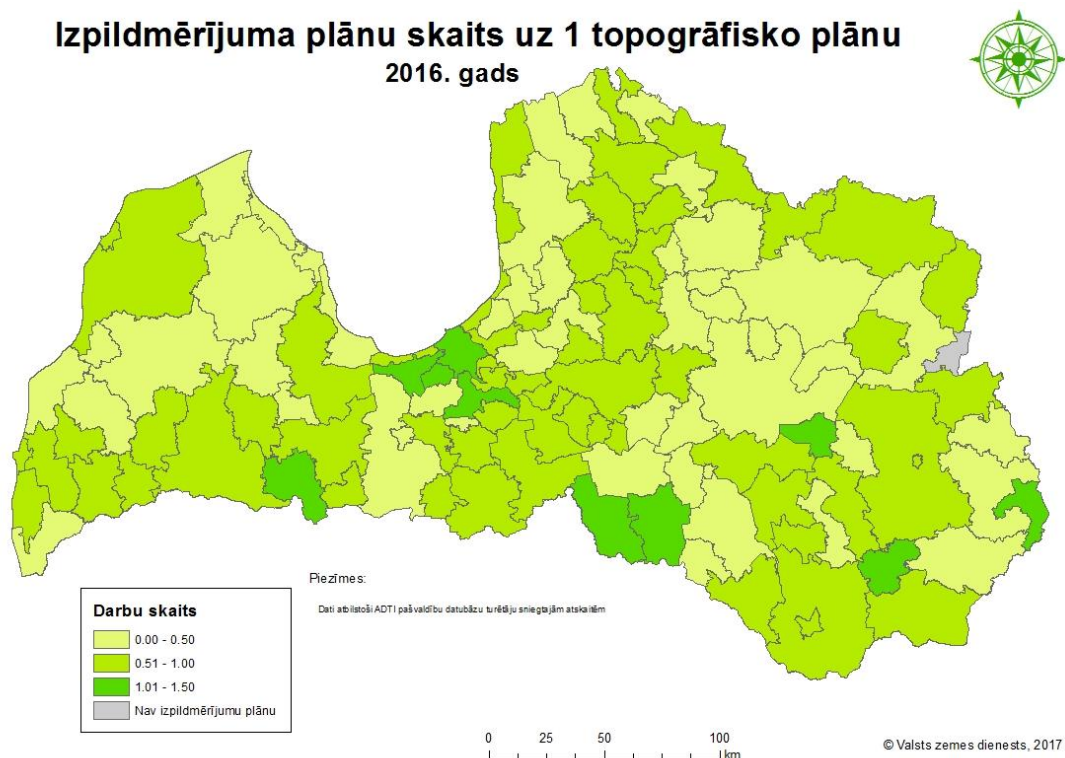 Izpildmērījuma plānu skaits uz 1 topogrāfisko plānu
2016. gads
Piezīmes:
Dati atbilstoši ADTI pašvaldību datubāzu turētāju sniegtajām atskaitēm
Darbu skaits
0.00 - 0.50
0.51 - 1.00
1.01 - 1.50
Nav izpildmērījumu plānu
0 25 50 100
km
© Valsts zemes dienests, 2017